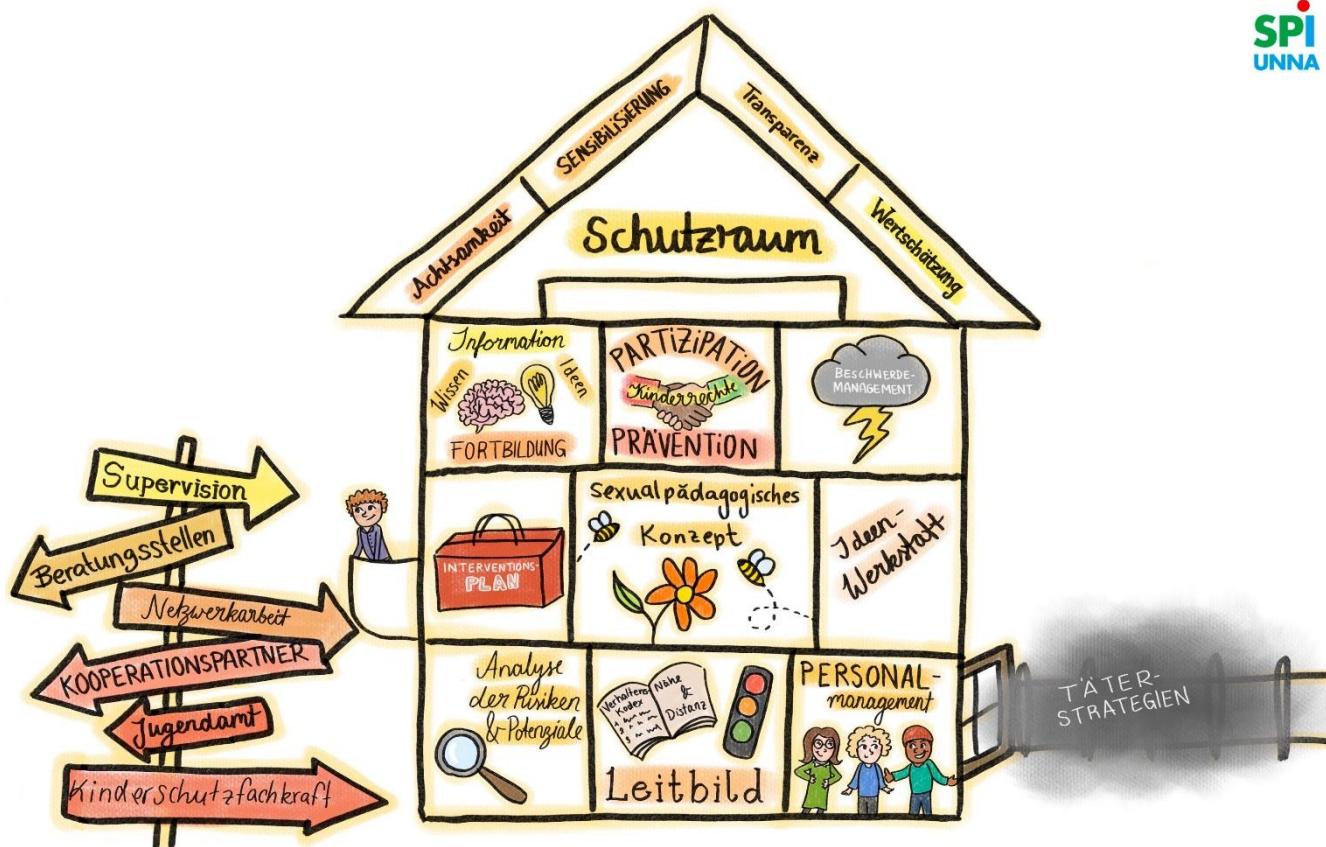 SPI
UNNA
Achtsamkeit
SENSIBILISIERUNG
Transparenz
Wertschätzung
Schutzraum
Information
Wissen
Ideen
FORTBILDUNG
PARTIZIPATION
Kinderrechte
PRÄVENTION
BESCHWERDE-
MANAGEMENT
INTERVENTIONS-
PLAN
Sexualpädagogisches
Konzept
Ideen-
Werkstatt
Analyse
der Risiken
& Potenziale
Verhaltens
Kodex
Nähe
&
Distanz
Leitbild
PERSONAL-
management
Supervision
Beratungsstellen
Netzwerkarbeit
KOOPERATIONSPARTNER
Jugendamt
Kinderschutzfachkraft
TÄTER-
STRATEGIEN